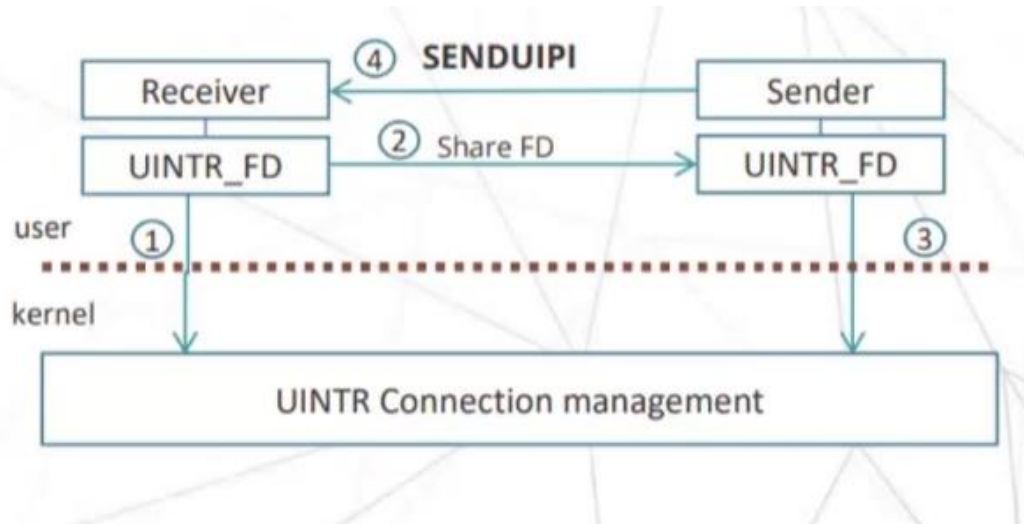 ④ SENDUIPI
Receiver
Sender
② Share FD
UINTR_FD
UINTR_FD
user
①
③
kernel
UINTR Connection management